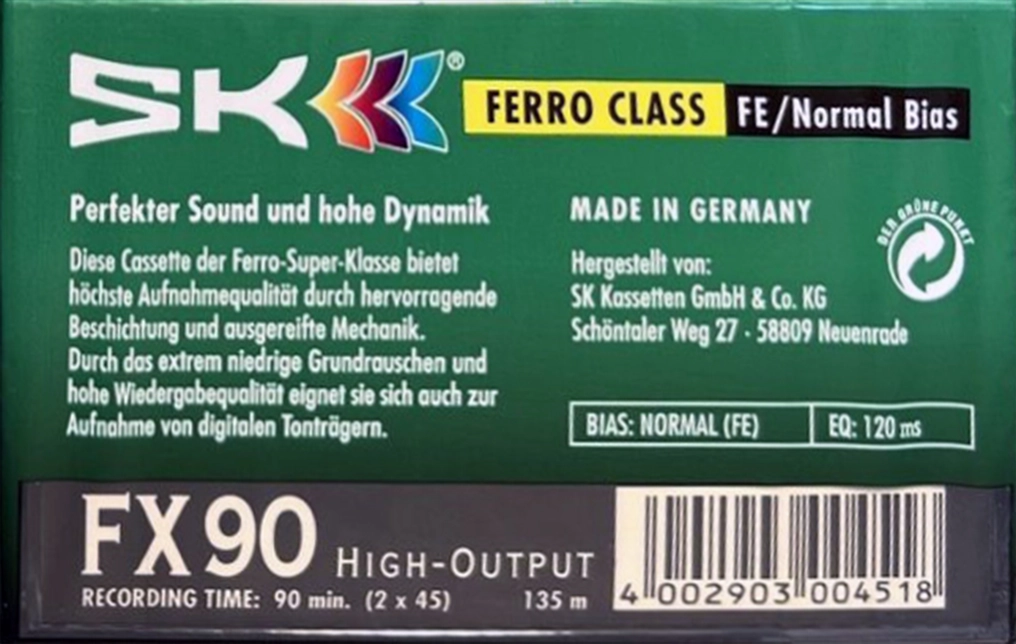 SK®
FERRO CLASS FE/Normal Bias
Perfekter Sound und hohe Dynamik
Diese Cassette der Ferro-Super-Klasse bietet
höchste Aufnahmequalität durch hervorragende
Beschichtung und ausgereifte Mechanik.
Durch das extrem niedrige Grundrauschen und
hohe Wiedergabequalität eignet sie sich auch zur
Aufnahme von digitalen Tonträgern.
MADE IN GERMANY
Hergestellt von:
SK Kassetten GmbH & Co. KG
Schöntaler Weg 27 · 58809 Neuenrade
DER GRÜNE PUNKT
BIAS: NORMAL (FE) EQ: 120 ms
FX 90 HIGH-OUTPUT
RECORDING TIME: 90 min. (2 x 45) 135 m
4 002903 004518